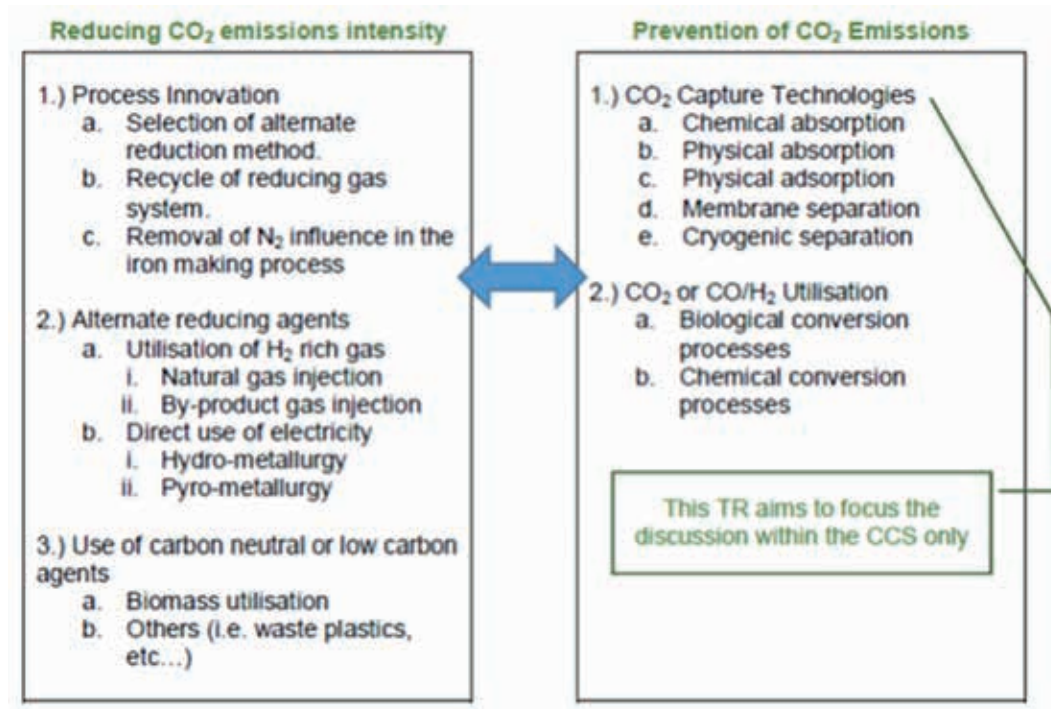 Reducing CO₂ emissions intensity
1.) Process Innovation
a. Selection of alternate
reduction method.
b. Recycle of reducing gas
system.
c. Removal of N₂ influence in the
iron making process
2.) Alternate reducing agents
a. Utilisation of H₂ rich gas
i. Natural gas injection
ii. By-product gas injection
b. Direct use of electricity
i. Hydro-metallurgy
ii. Pyro-metallurgy
3.) Use of carbon neutral or low carbon
agents
a. Biomass utilisation
b. Others (i.e. waste plastics,
etc...)
Prevention of CO₂ Emissions
1.) CO₂ Capture Technologies
a. Chemical absorption
b. Physical absorption
c. Physical adsorption
d. Membrane separation
e. Cryogenic separation
2.) CO₂ or CO/H₂ Utilisation
a. Biological conversion
processes
b. Chemical conversion
processes
This TR aims to focus the
discussion within the CCS only